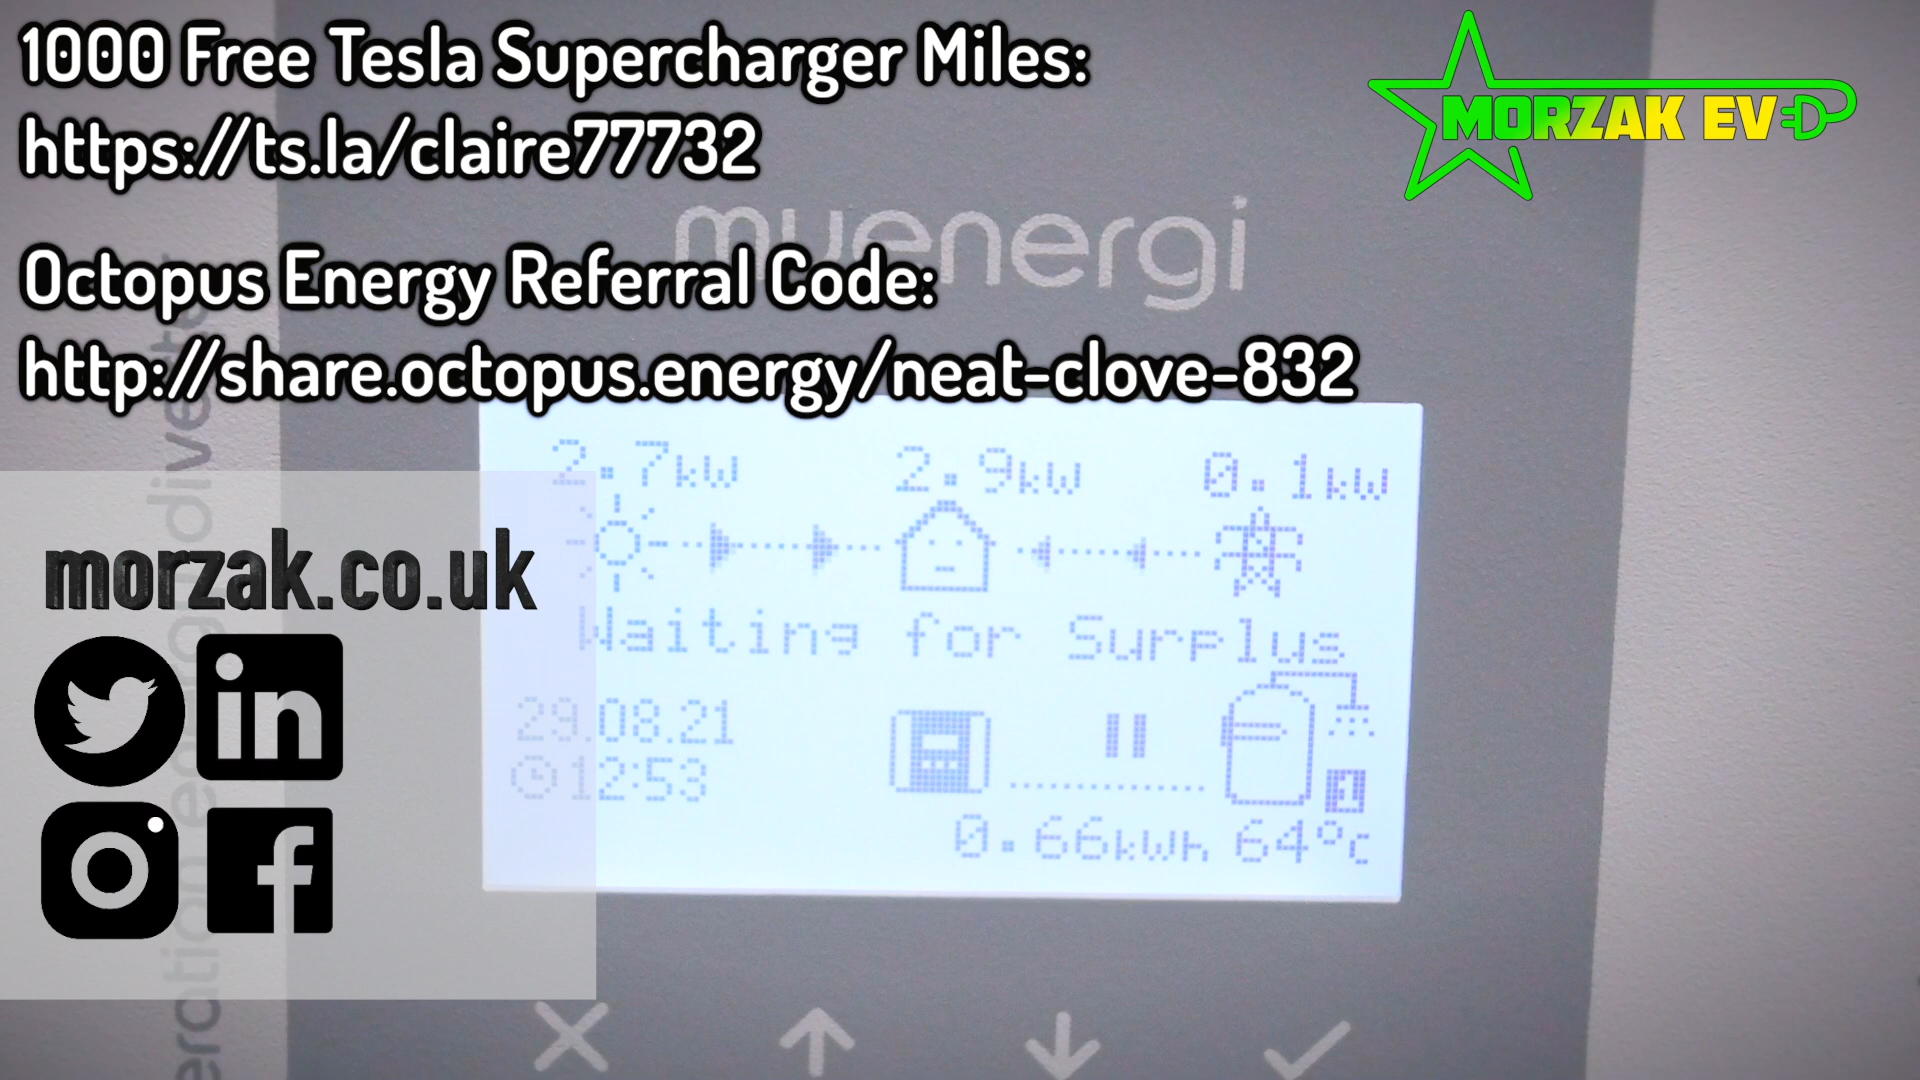 1000 Free Tesla Supercharger Miles:
https://ts.la/claire77732
MORZAK EV
Octopus Energy Referral Code:
http://share.octopus.energy/neat-clove-832
2.7kW 2.9kW 0.1kW
Waiting for Surplus
29.08.21
12:53
0.66kWh 64°C
morzak.co.uk
in
f